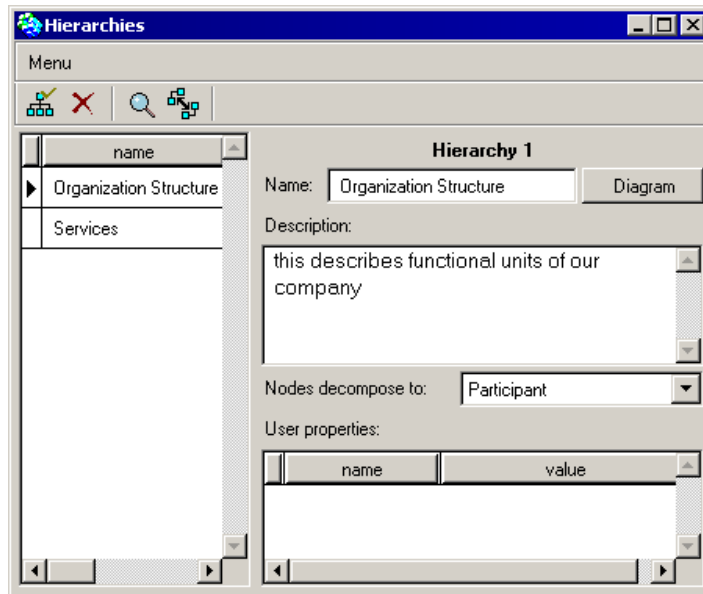 Hierarchies
Menu
name
Organization Structure
Services
Hierarchy 1
Name: Organization Structure Diagram
Description:
this describes functional units of our
company
Nodes decompose to: Participant
User properties:
name value